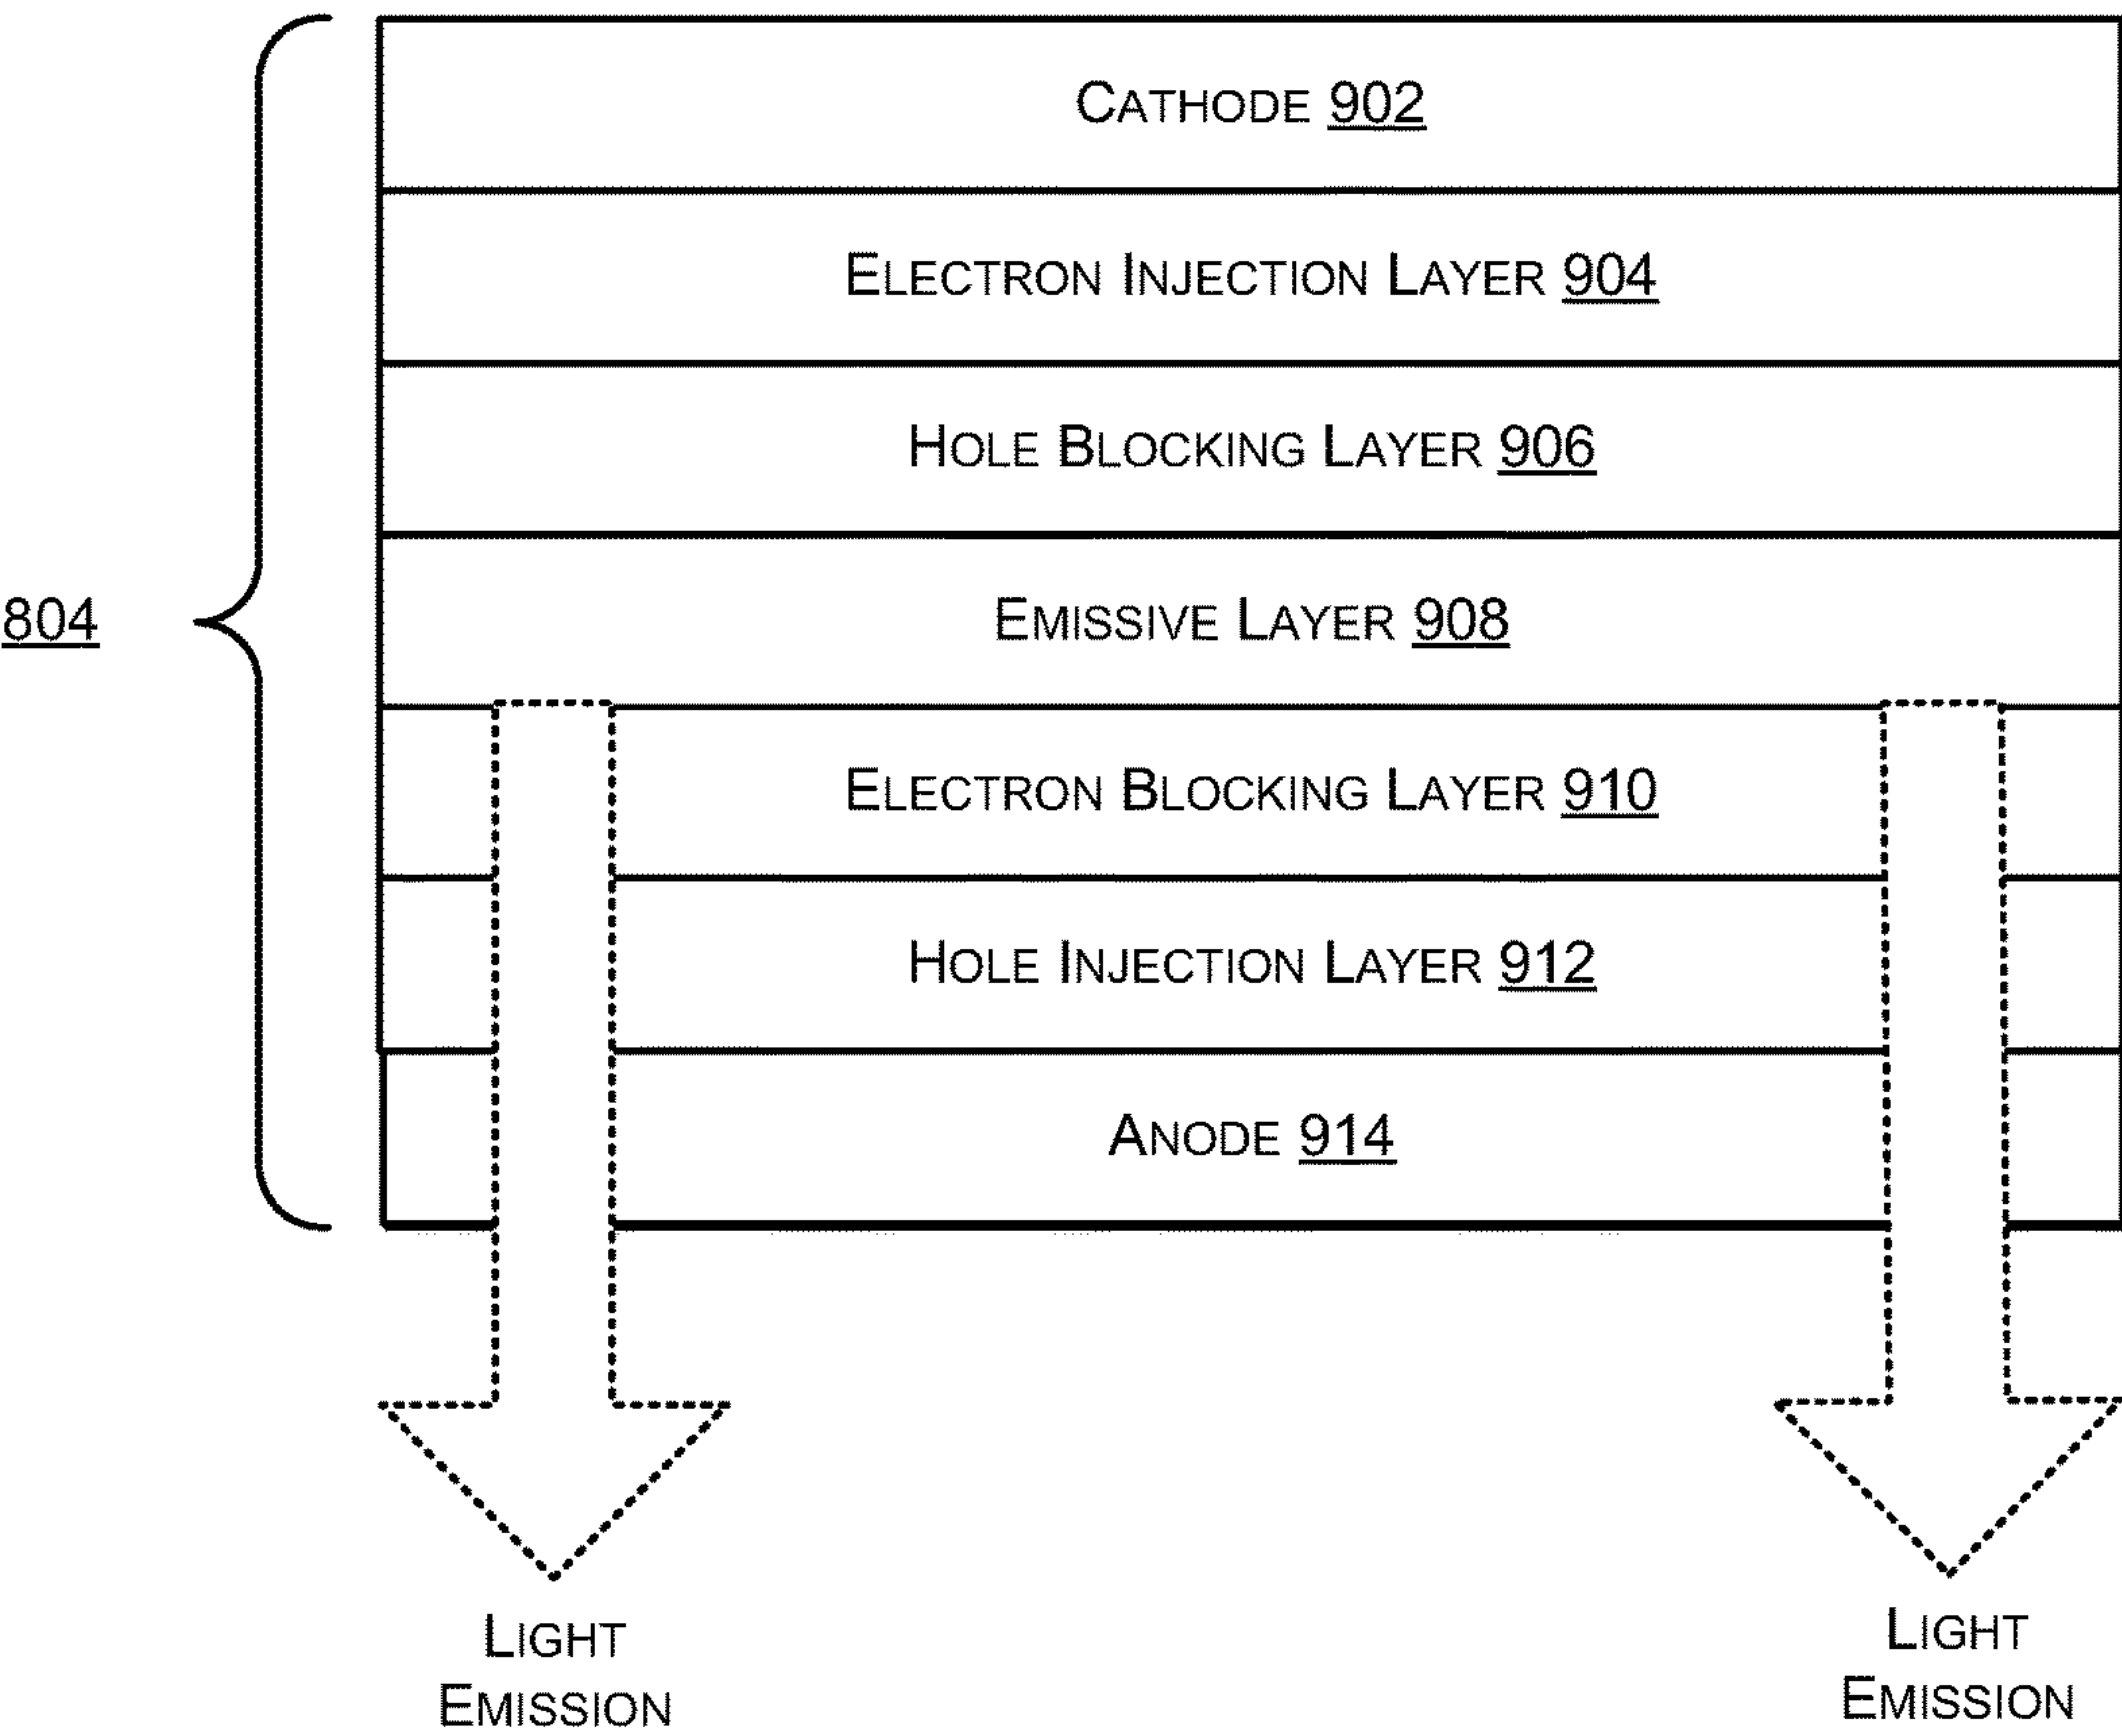 CATHODE 902
ELECTRON INJECTION LAYER 904
HOLE BLOCKING LAYER 906
804
EMISSIVE LAYER 908
ELECTRON BLOCKING LAYER 910
HOLE INJECTION LAYER 912
ANODE 914
LIGHT
EMISSION
LIGHT
EMISSION